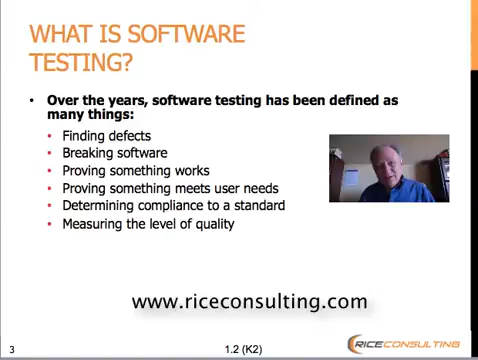 WHAT IS SOFTWARE
TESTING?
• Over the years, software testing has been defined as
many things:
• Finding defects
• Breaking software
• Proving something works
• Proving something meets user needs
• Determining compliance to a standard
• Measuring the level of quality
www.riceconsulting.com
3
1.2 (K2)
RICECONSULTING